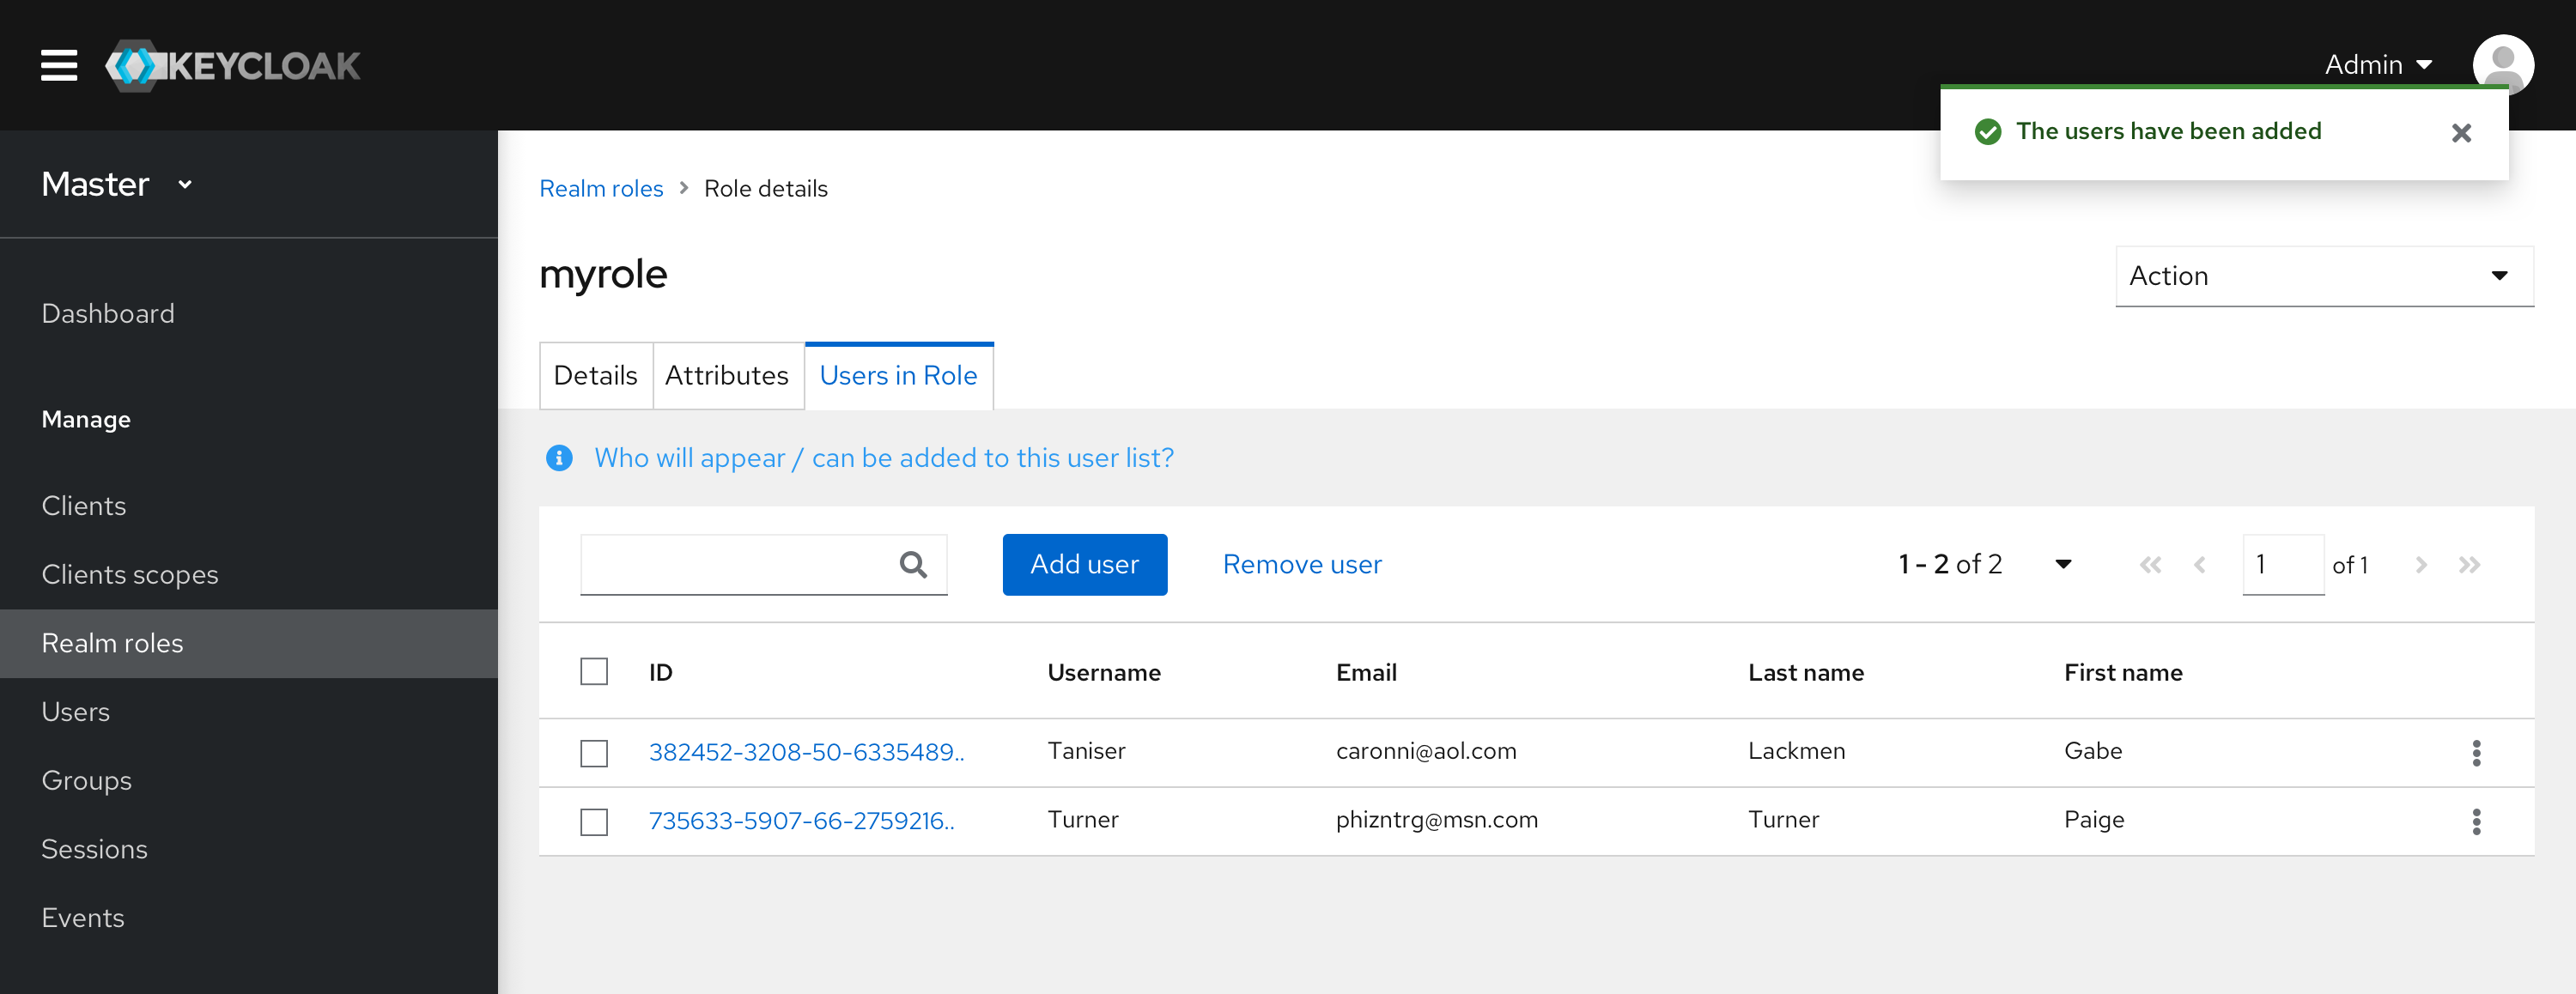 KEYCLOAK
Admin
The users have been added
Master
Realm roles Role details
myrole
Action
Dashboard
Details Attributes Users in Role
Manage
Who will appear / can be added to this user list?
Clients
Add user Remove user 1 - 2 of 2 1 of 1
Clients scopes
Realm roles
ID Username Email Last name First name
Users
382452-3208-50-6335489.. Taniser caronni@aol.com Lackmen Gabe
Groups
735633-5907-66-2759216.. Turner phizntrg@msn.com Turner Paige
Sessions
Events